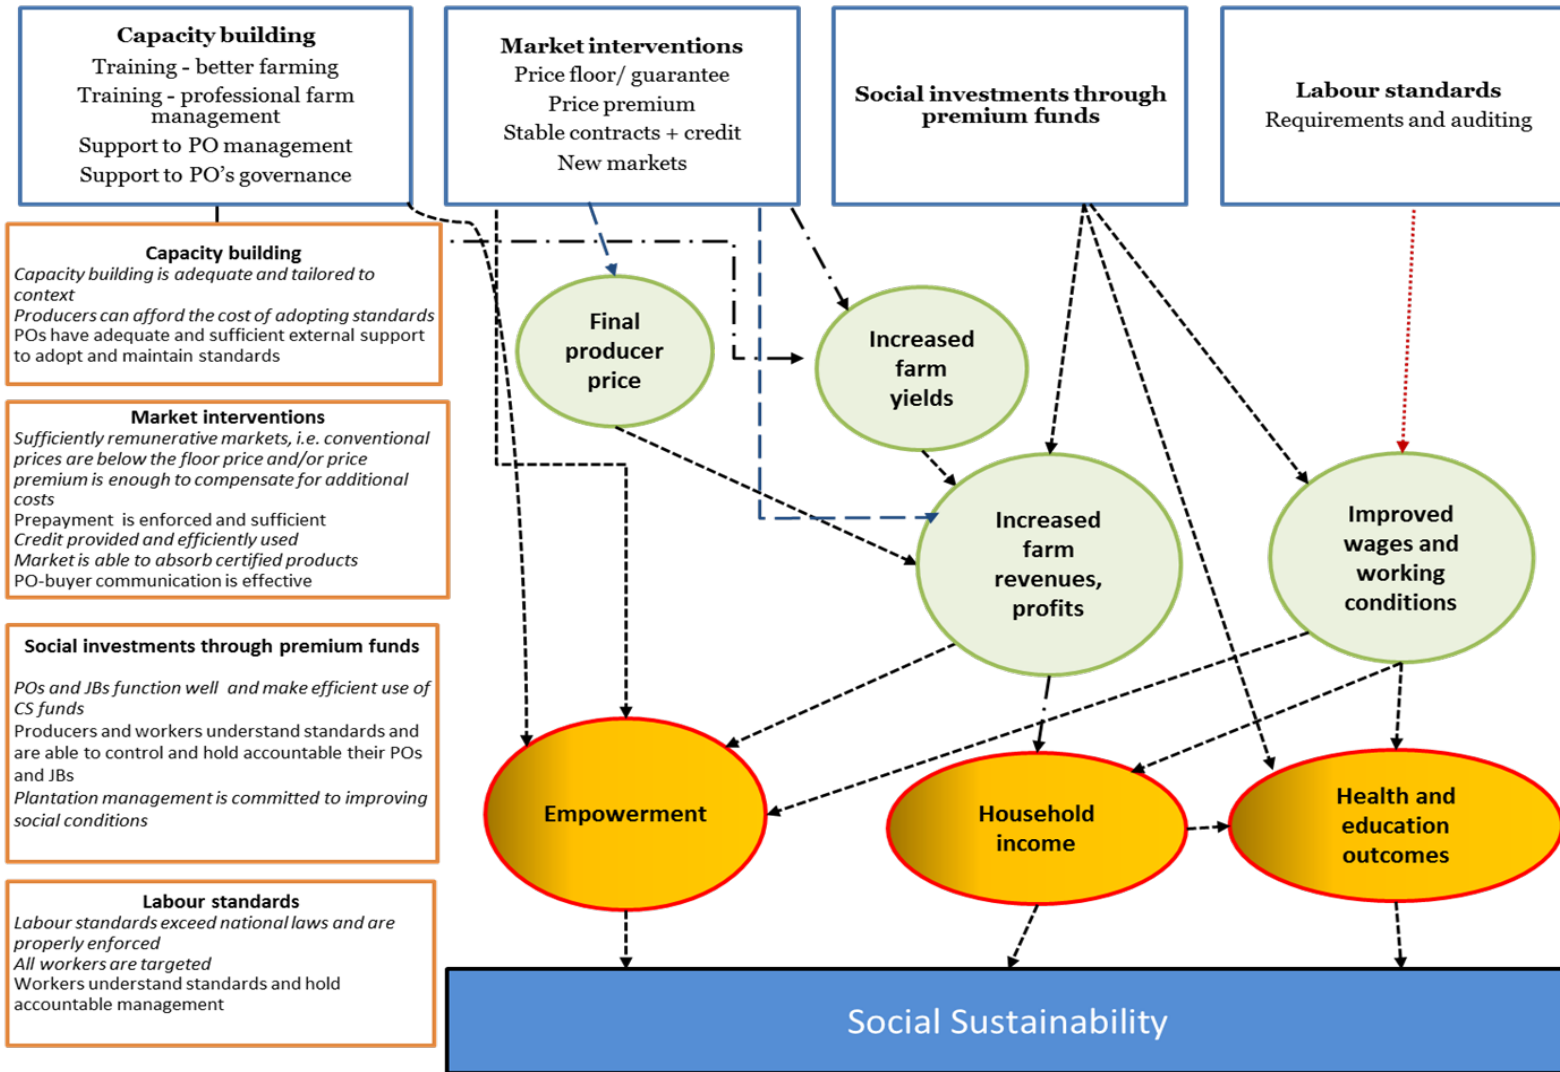 Capacity building
Training - better farming
Training - professional farm
management
Support to PO management
Support to PO's governance
Market interventions
Price floor/ guarantee
Price premium
Stable contracts + credit
New markets
Social investments through
premium funds
Labour standards
Requirements and auditing
Capacity building
Capacity building is adequate and tailored to
context
Producers can afford the cost of adopting standards
POs have adequate and sufficient external support
to adopt and maintain standards
Market interventions
Sufficiently remunerative markets, i.e. conventional
prices are below the floor price and/or price
premium is enough to compensate for additional
costs
Prepayment is enforced and sufficient
Credit provided and efficiently used
Market is able to absorb certified products
PO-buyer communication is effective
Social investments through premium funds
POs and JBs function well and make efficient use of
CS funds
Producers and workers understand standards and
are able to control and hold accountable their POs
and JBs
Plantation management is committed to improving
social conditions
Labour standards
Labour standards exceed national laws and are
properly enforced
All workers are targeted
Workers understand standards and hold
accountable management
Final
producer
price
Increased
farm
yields
Increased
farm
revenues,
profits
Improved
wages and
working
conditions
Empowerment
Household
income
Health and
education
outcomes
Social Sustainability